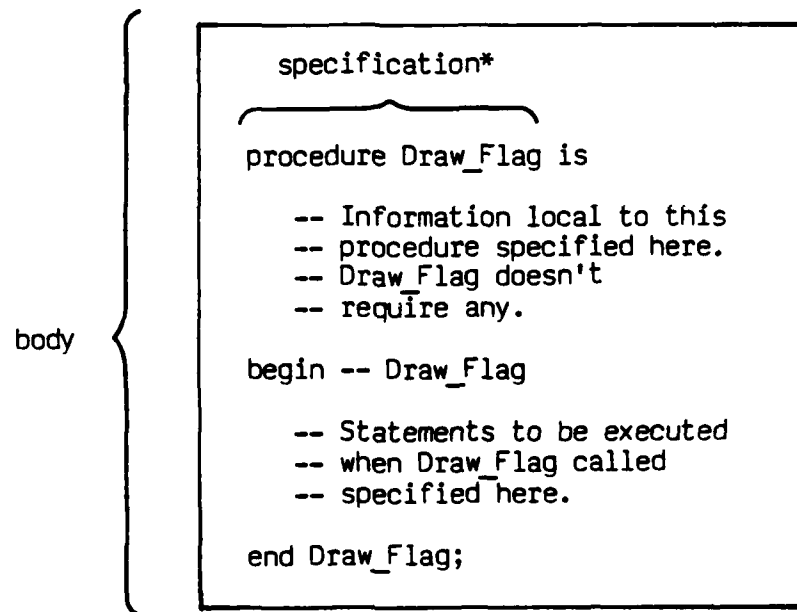 specification*
procedure Draw_Flag is
-- Information local to this
-- procedure specified here.
-- Draw_Flag doesn't
-- require any.
body
begin -- Draw_Flag
-- Statements to be executed
-- when Draw_Flag called
-- specified here.
end Draw_Flag;